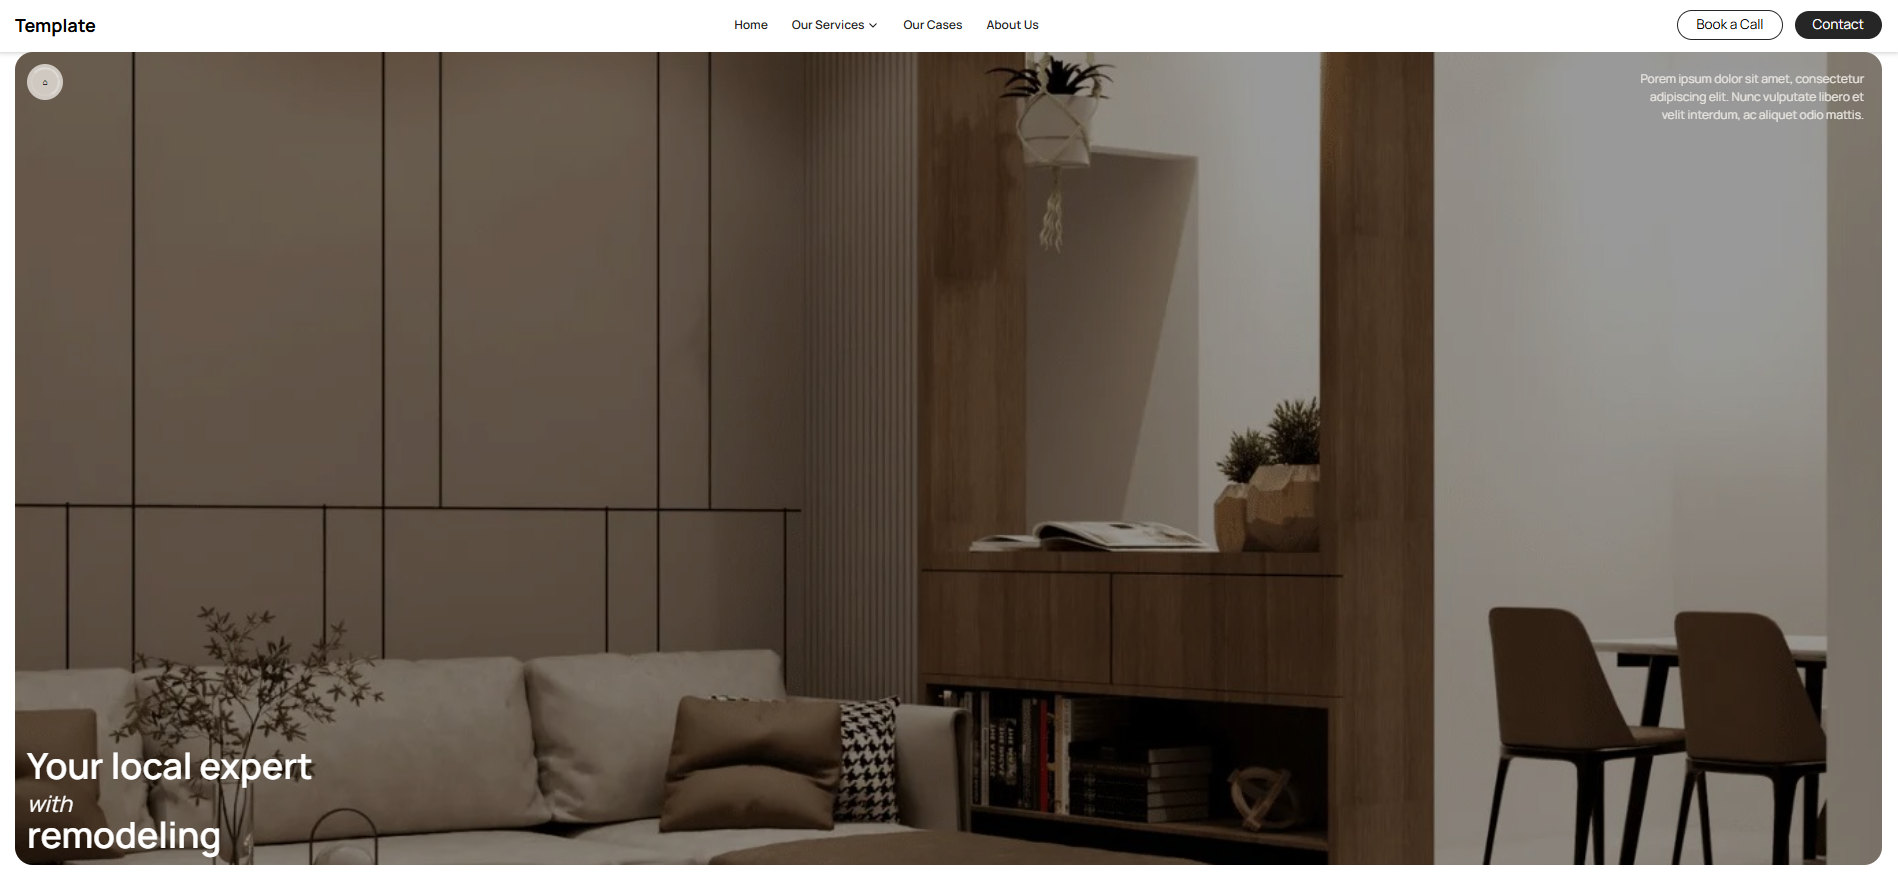 Template
Home
Our Services
Our Cases
About Us
Book a Call
Contact
Porem ipsum dolor sit amet, consectetur
adipiscing elit. Nunc vulputate libero et
velit interdum, ac aliquet odio mattis.
Your local expert
with
remodeling